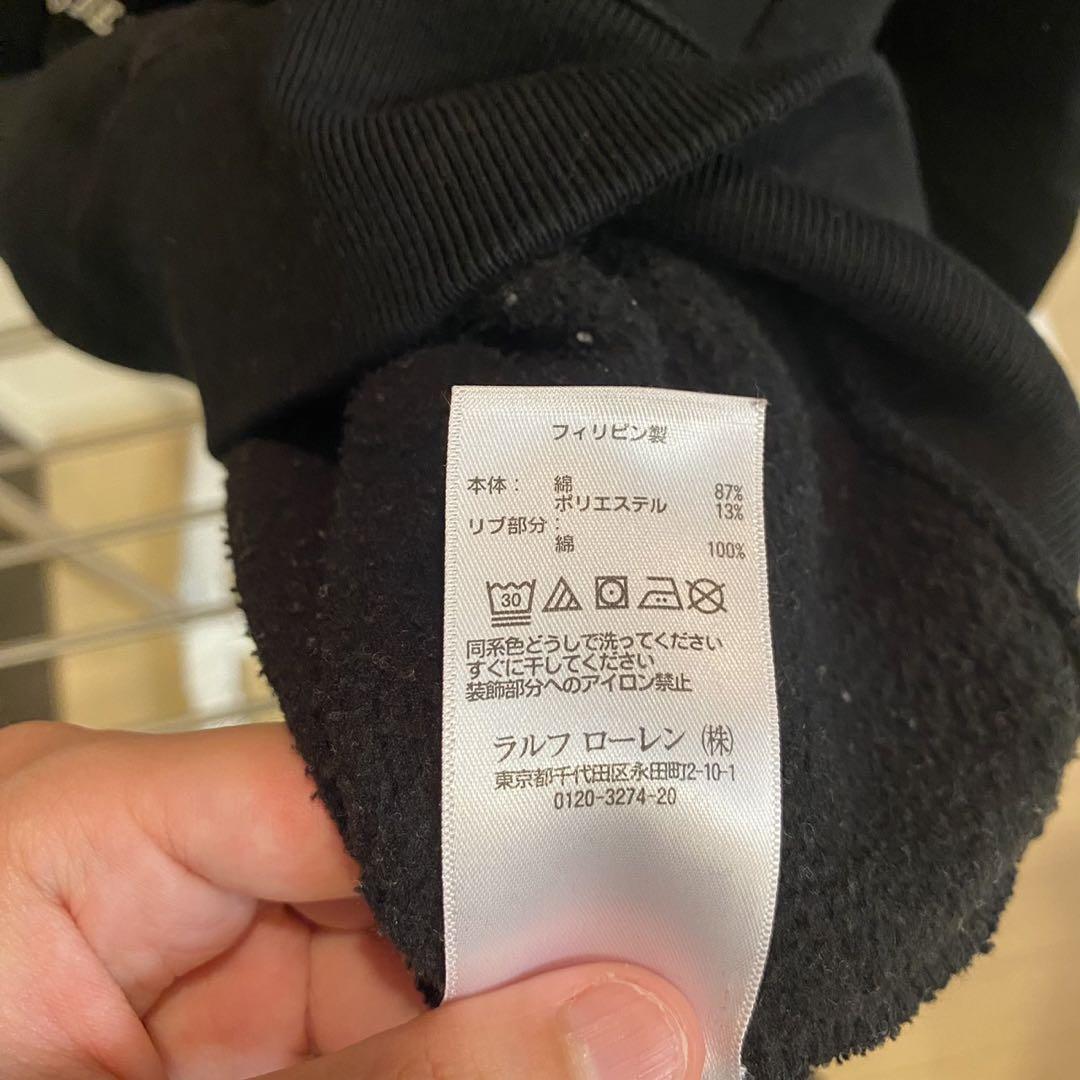 フィリピン製
本体： 綿 87%
ポリエステル 13%
リブ部分：
綿 100%
30
同系色どうしで洗ってください
すぐに干してください
装飾部分へのアイロン禁止
ラルフ ローレン (株)
東京都千代田区永田町2-10-1
0120-3274-20